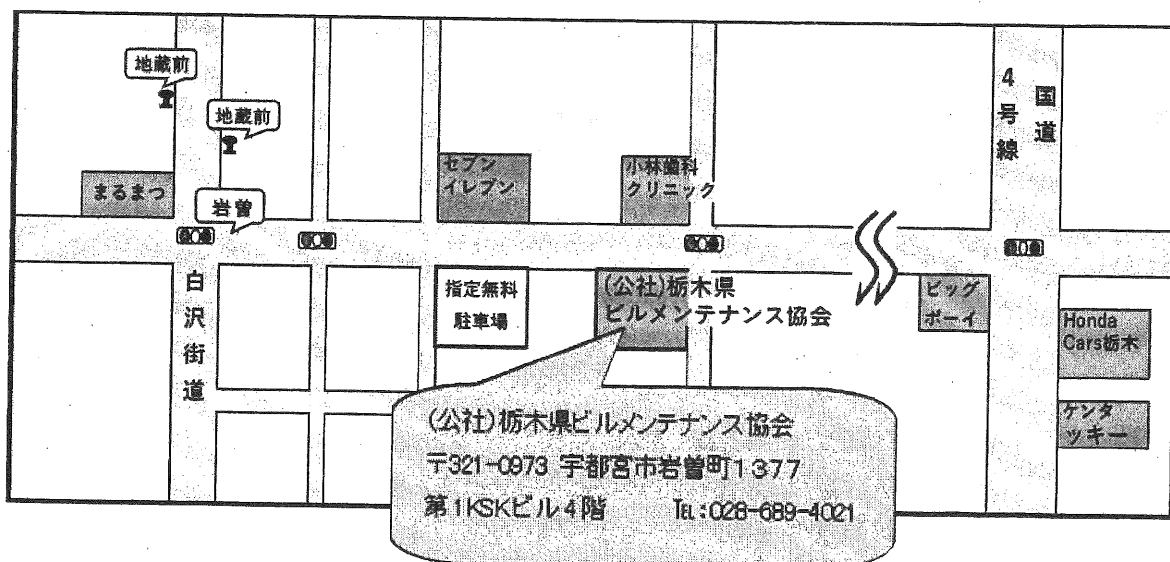 地蔵前
地蔵前
まるまつ
岩曽
セブン
イレブン
小林歯科
クリニック
国道
4号線
白沢街道
指定無料
駐車場
(公社)栃木県
ビルメンテナンス協会
ビッグ
ボーイ
Honda
Cars栃木
ケンタ
ッキー
(公社)栃木県ビルメンテナンス協会
〒321-0973 宇都宮市岩曽町1377
第1KSKビル4階 TEL:028-689-4021